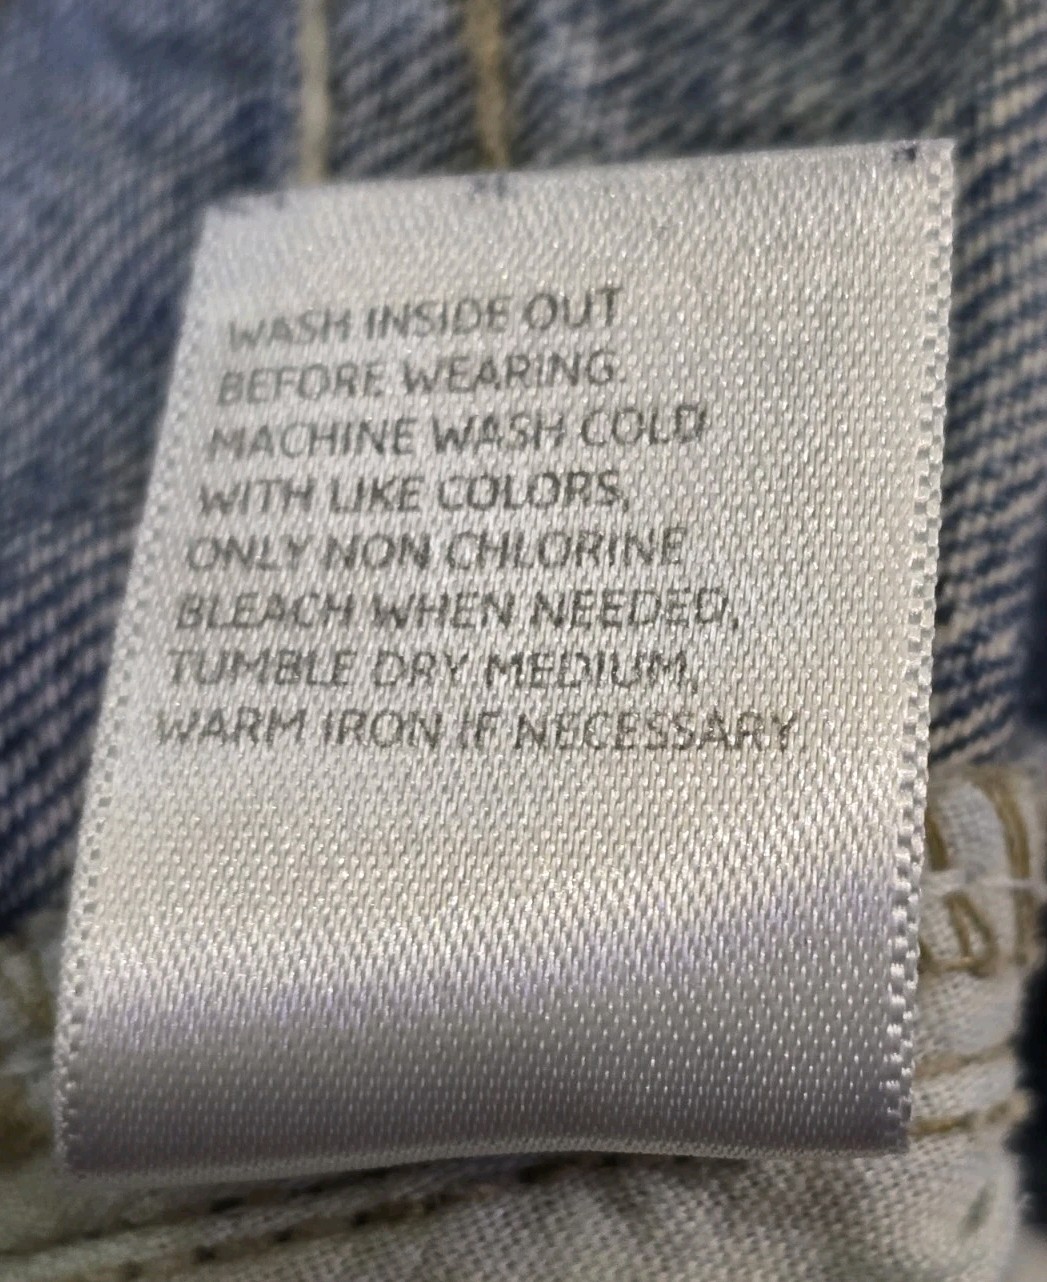 WASH INSIDE OUT
BEFORE WEARING.
MACHINE WASH COLD
WITH LIKE COLORS,
ONLY NON CHLORINE
BLEACH WHEN NEEDED,
TUMBLE DRY MEDIUM,
WARM IRON IF NECESSARY